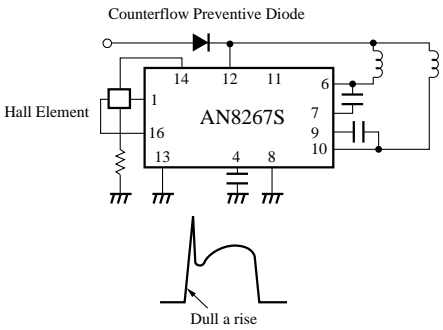 Counterflow Preventive Diode
14 12 11
6
Hall Element
1
AN8267S
7
16
9
10
13 4 8
Dull a rise